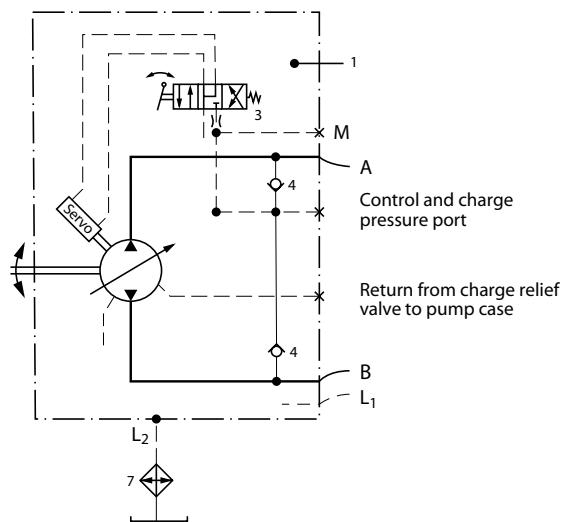 1
3
M
A
4
Control and charge
pressure port
Servo
Return from charge relief
valve to pump case
4
B
L1
L2
7